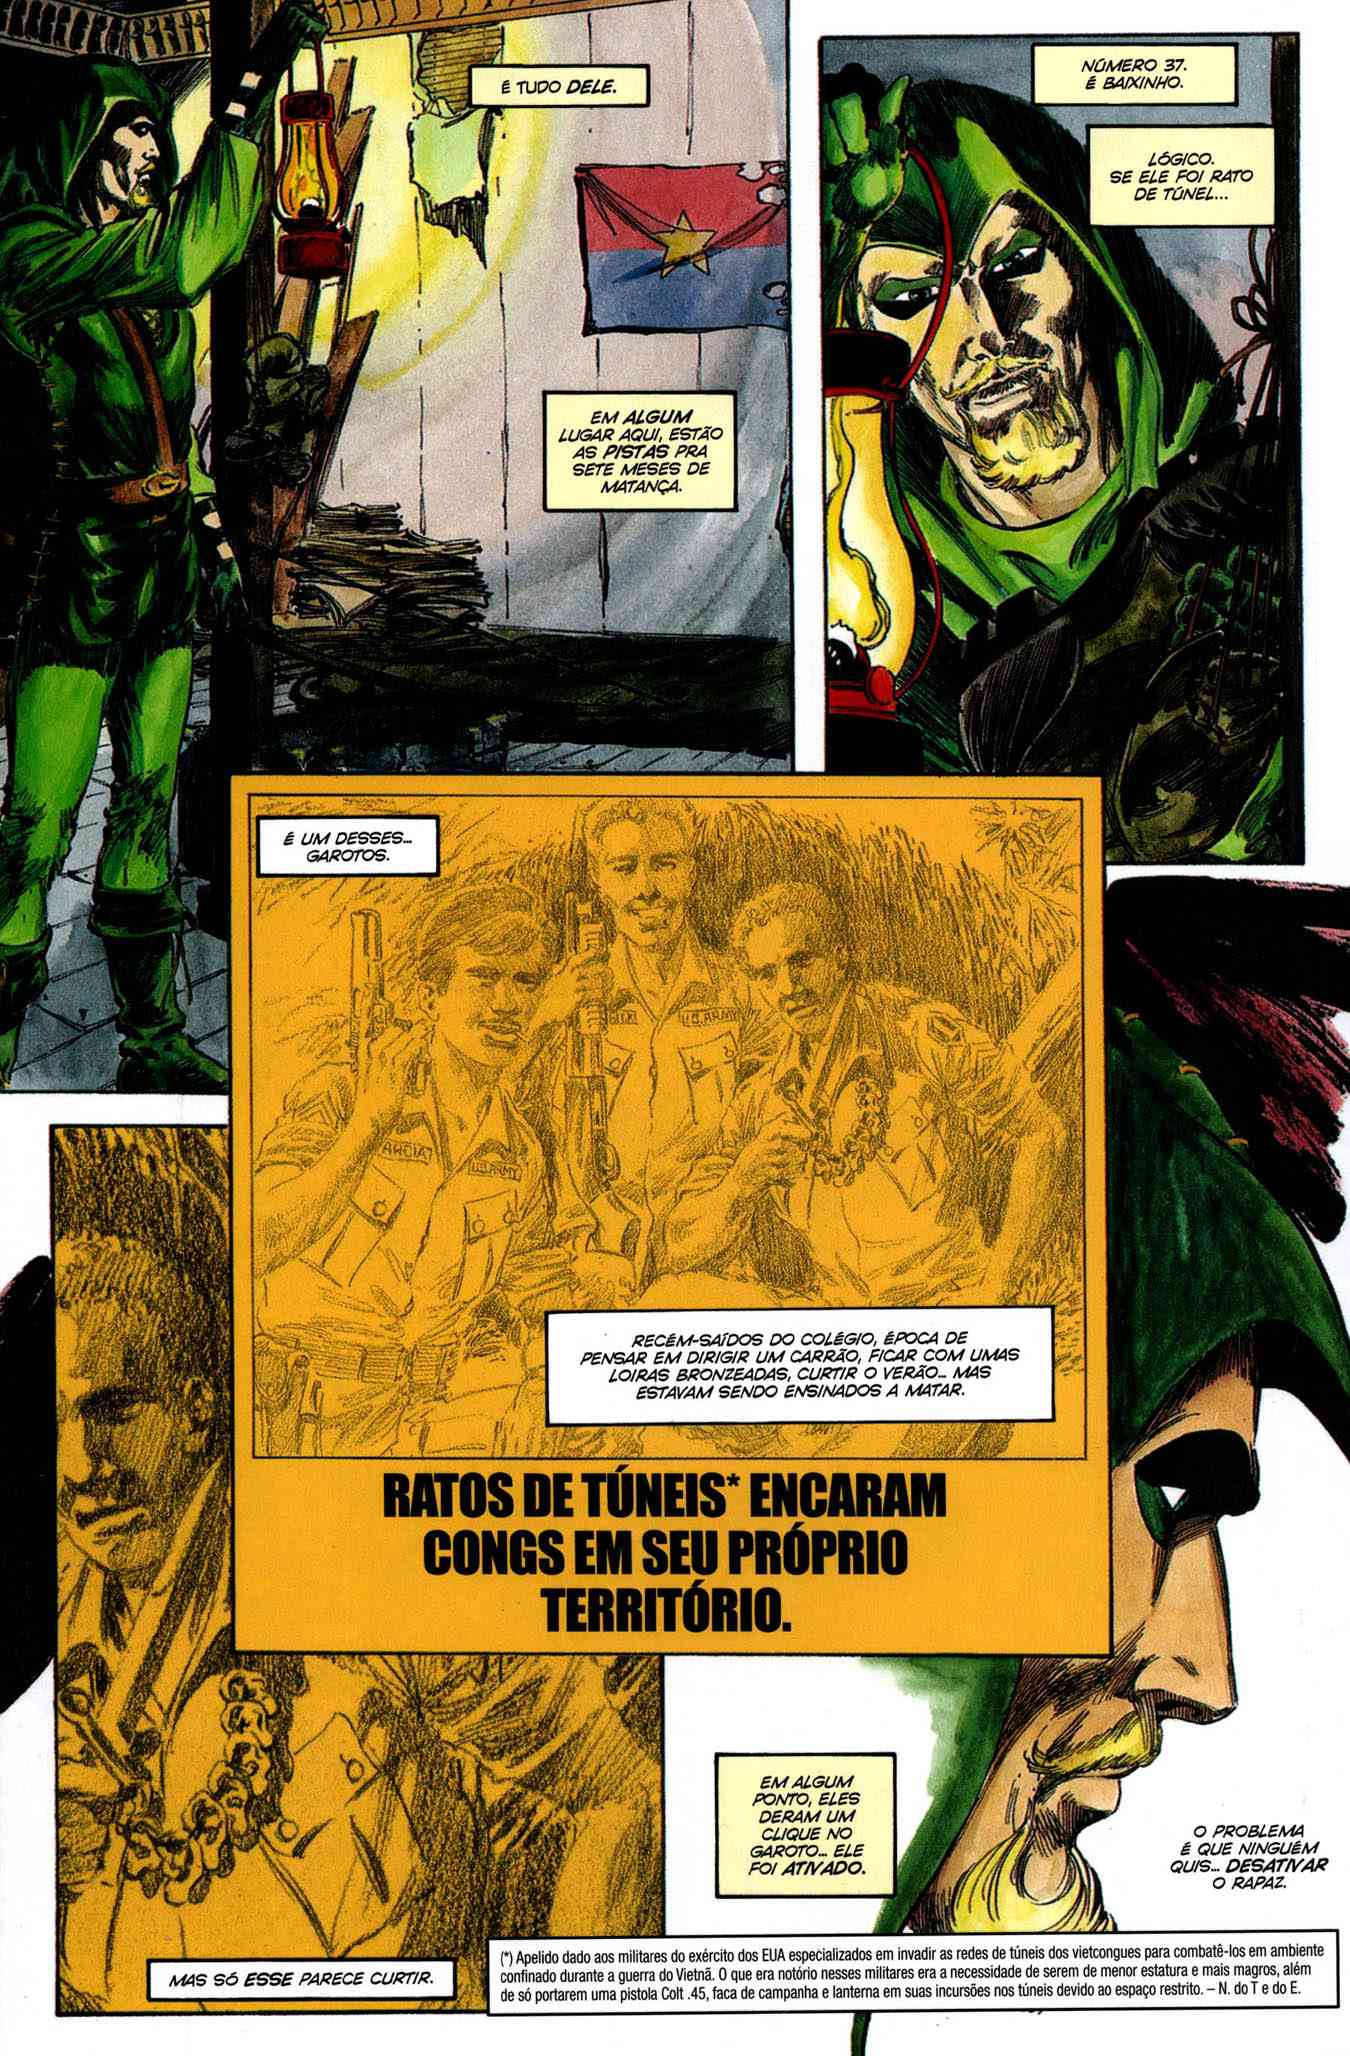 É TUDO DELE.
EM ALGUM
LUGAR AQUI, ESTÃO
AS PISTAS PRA
SETE MESES DE
MATANÇA.
NÚMERO 37.
É BAIXINHO.
LÓGICO.
SE ELE FOI RATO
DE TÚNEL...
É UM DESSES...
GAROTOS.
U.S.ARMY
ARCIA
U.S.ARMY
RECÉM-SAÍDOS DO COLÉGIO, ÉPOCA DE
PENSAR EM DIRIGIR UM CARRÃO, FICAR COM UMAS
LOIRAS BRONZEADAS, CURTIR O VERÃO... MAS
ESTAVAM SENDO ENSINADOS A MATAR.
RATOS DE TÚNEIS* ENCARAM
CONGS EM SEU PRÓPRIO
TERRITÓRIO.
MAS SÓ ESSE PARECE CURTIR.
EM ALGUM
PONTO, ELES
DERAM UM
CLIQUE NO
GAROTO... ELE
FOI ATIVADO.
O PROBLEMA
É QUE NINGUÉM
QUIS... DESATIVAR
O RAPAZ.
(*) Apelido dado aos militares do exército dos EUA especializados em invadir as redes de túneis dos vietcongues para combatê-los em ambiente
confinado durante a guerra do Vietnã. O que era notório nesses militares era a necessidade de serem de menor estatura e mais magros, além
de só portarem uma pistola Colt .45, faca de campanha e lanterna em suas incursões nos túneis devido ao espaço restrito. – N. do T e do E.